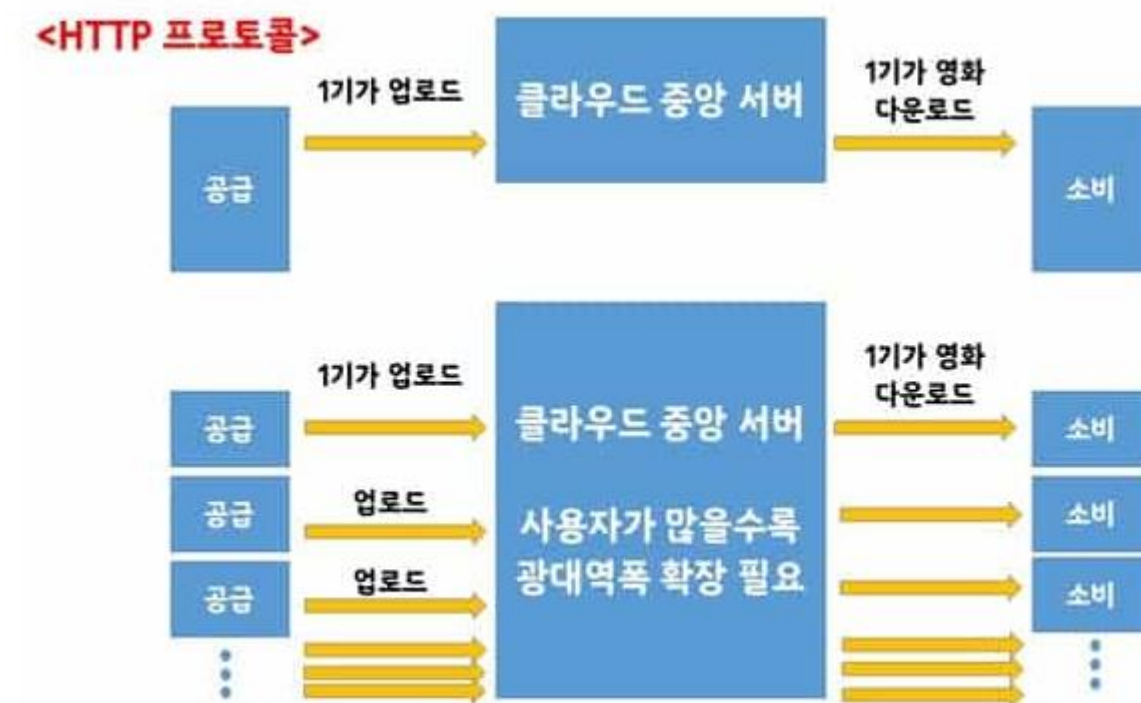 <HTTP 프로토콜>
1기가 업로드
클라우드 중앙 서버
1기가 영화
다운로드
공급
소비
1기가 업로드
클라우드 중앙 서버
1기가 영화
다운로드
공급
소비
업로드
사용자가 많을수록
광대역폭 확장 필요
공급
소비
업로드
공급
소비